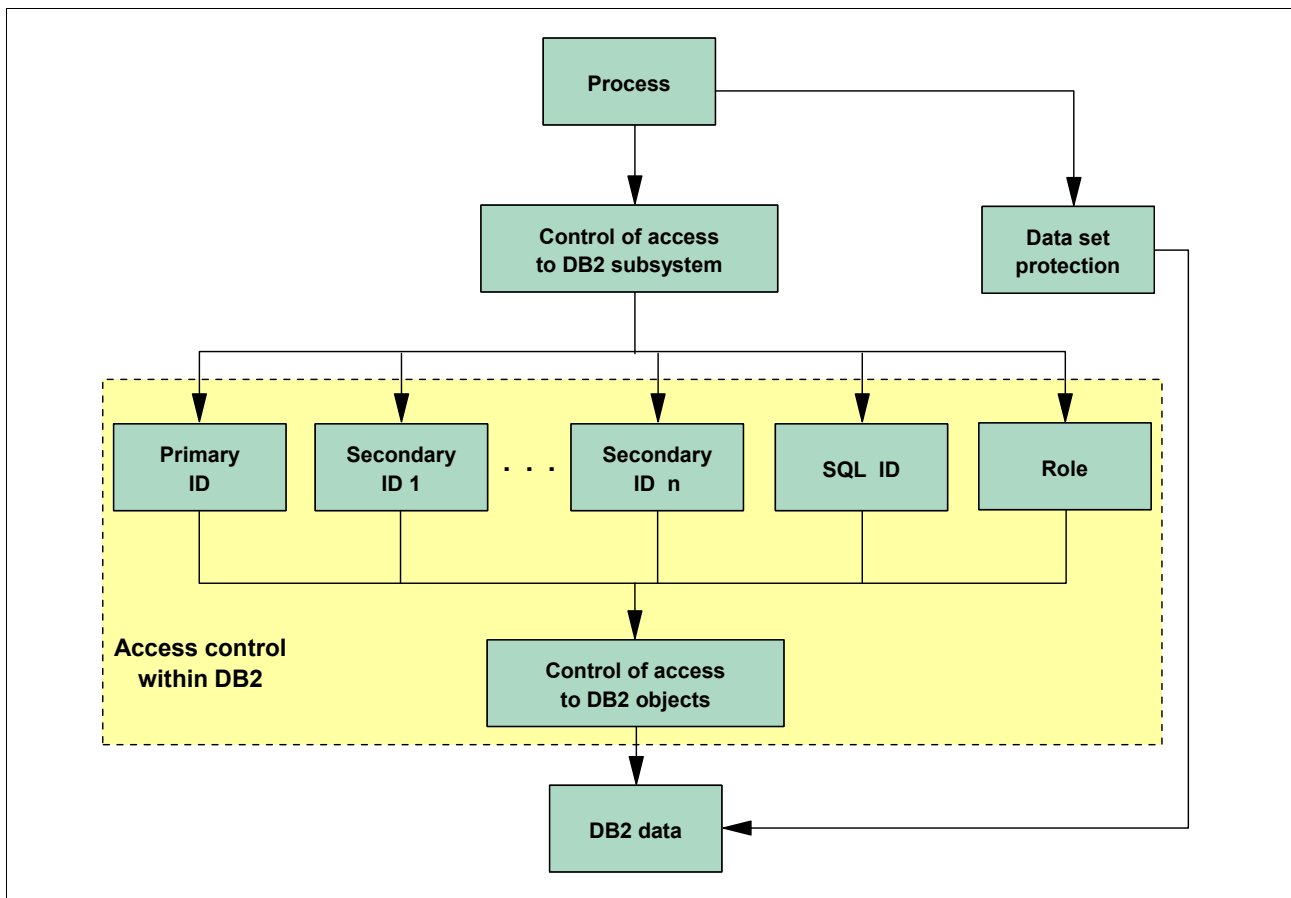 Process
Control of access
to DB2 subsystem
Data set
protection
Primary
ID
Secondary
ID 1
. . .
Secondary
ID n
SQL ID
Role
Access control
within DB2
Control of access
to DB2 objects
DB2 data